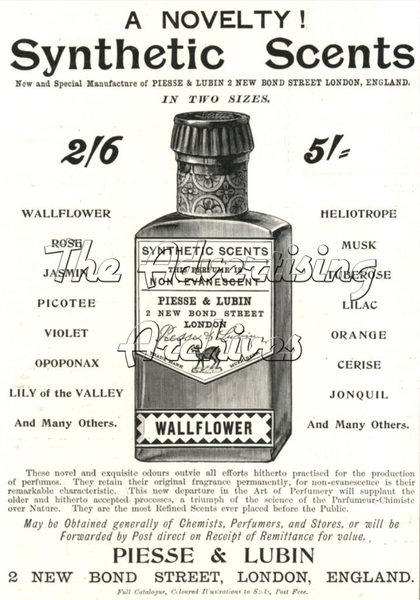 A NOVELTY!
Synthetic Scents
New and Special Manufacture of PIESSE & LUBIN 2 NEW BOND STREET LONDON, ENGLAND.
IN TWO SIZES.
2/6
5/=
WALLFLOWER
ROSE
JASMIN
PICOTEE
VIOLET
OPOPONAX
LILY of the VALLEY
And Many Others.
SYNTHETIC SCENTS
THIS PERFUME IS
NON-EVANESCENT
PIESSE & LUBIN
2 NEW BOND STREET
LONDON
Piesse & Lubin
TRADE MARK
WALLFLOWER
HELIOTROPE
MUSK
TUBEROSE
LILAC
ORANGE
CERISE
JONQUIL
And Many Others.
The Advertising
Archives
These novel and exquisite odours outvie all efforts hitherto practised for the production
of perfumes. They retain their original fragrance permanently, for non-evanescence is their
remarkable characteristic. This new departure in the Art of Perfumery will supplant the
older and hitherto accepted processes, a triumph of the science of the Parfumeur-Chimiste
over Nature. They are the most Refined Scents ever placed before the Public.
May be Obtained generally of Chemists, Perfumers, and Stores, or will be
Forwarded by Post direct on Receipt of Remittance for value.
PIESSE & LUBIN
2 NEW BOND STREET, LONDON, ENGLAND.
Full Catalogue, Coloured Illustrations to Scale, Post Free.